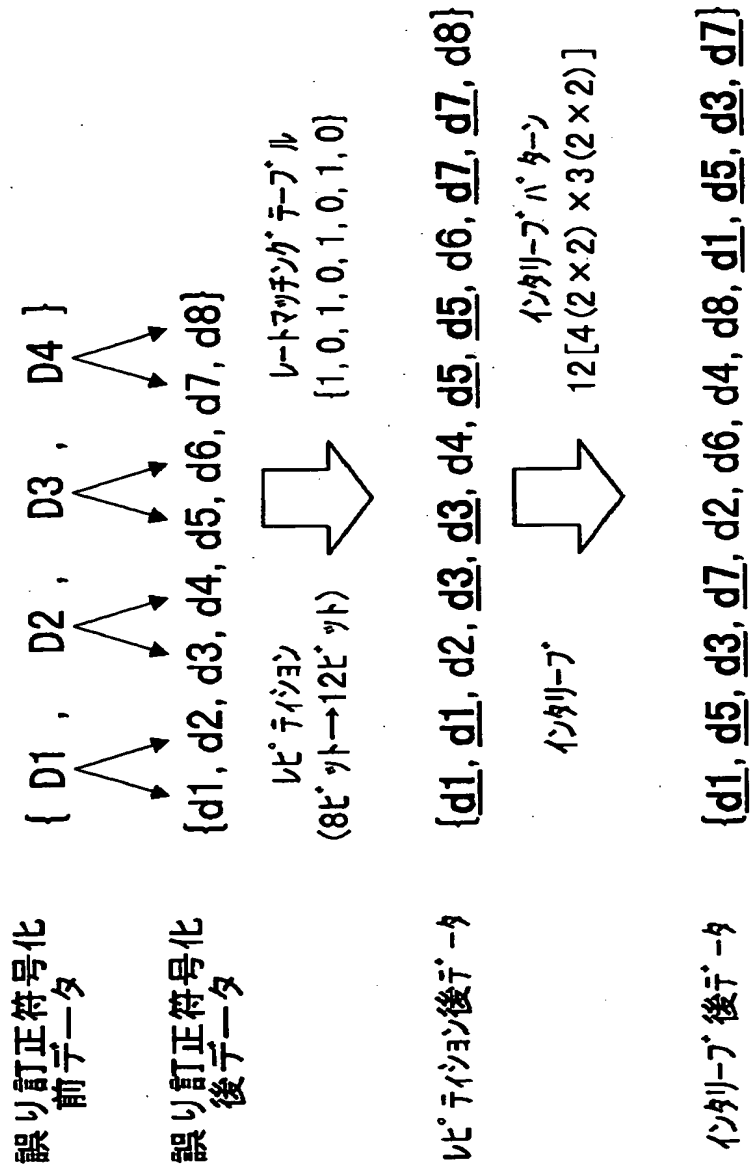 誤り訂正符号化
前データ
{ D1 , D2 , D3 , D4 }
誤り訂正符号化
後データ
{d1, d2, d3, d4, d5, d6, d7, d8}
レピティション
(8ビット→12ビット)
レートマッチングテーブル
{1, 0, 1, 0, 1, 0, 1, 0}
レピティション後データ
{d1, d1, d2, d3, d3, d4, d5, d5, d6, d7, d7, d8}
インタリーブ
インタリーブパターン
12[4(2×2)×3(2×2)]
インタリーブ後データ
{d1, d5, d3, d7, d2, d6, d4, d8, d1, d5, d3, d7}